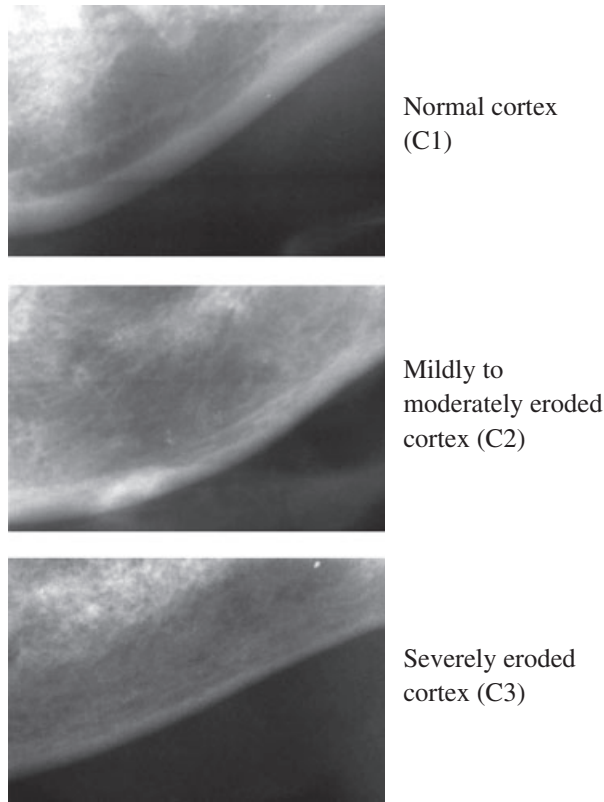 Normal cortex
(C1)
Mildly to
moderately eroded
cortex (C2)
Severely eroded
cortex (C3)